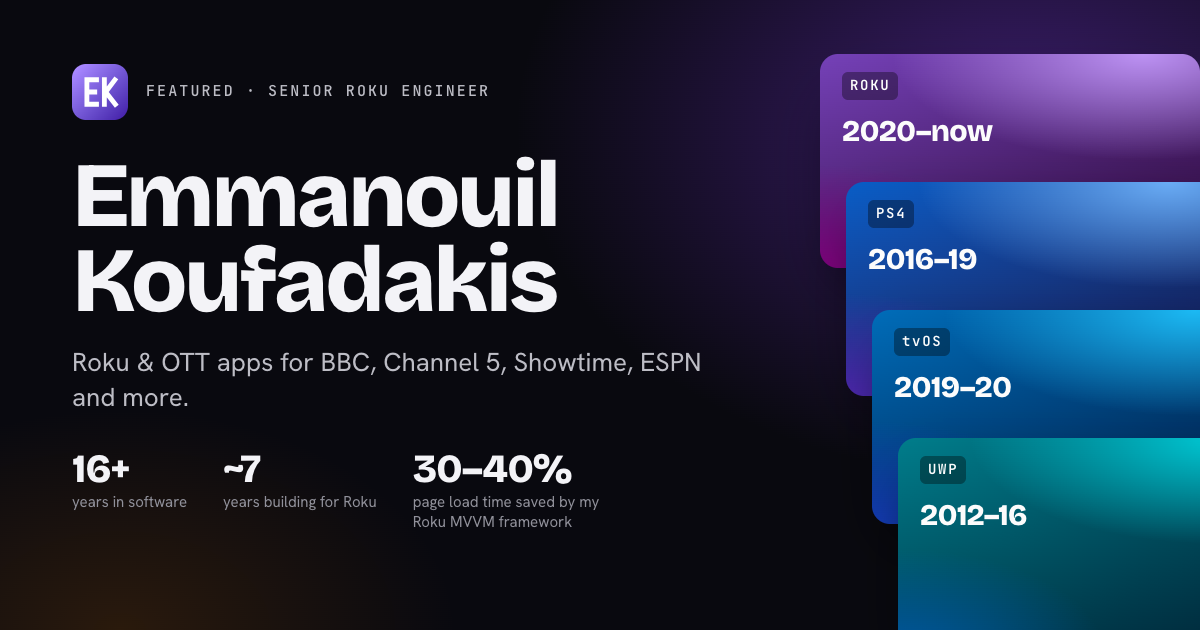 EK
FEATURED · SENIOR ROKU ENGINEER
Emmanouil
Koufadakis
Roku & OTT apps for BBC, Channel 5, Showtime, ESPN
and more.
16+
years in software
~7
years building for Roku
30–40%
page load time saved by my
Roku MVVM framework
ROKU
2020–now
PS4
2016–19
tvOS
2019–20
UWP
2012–16